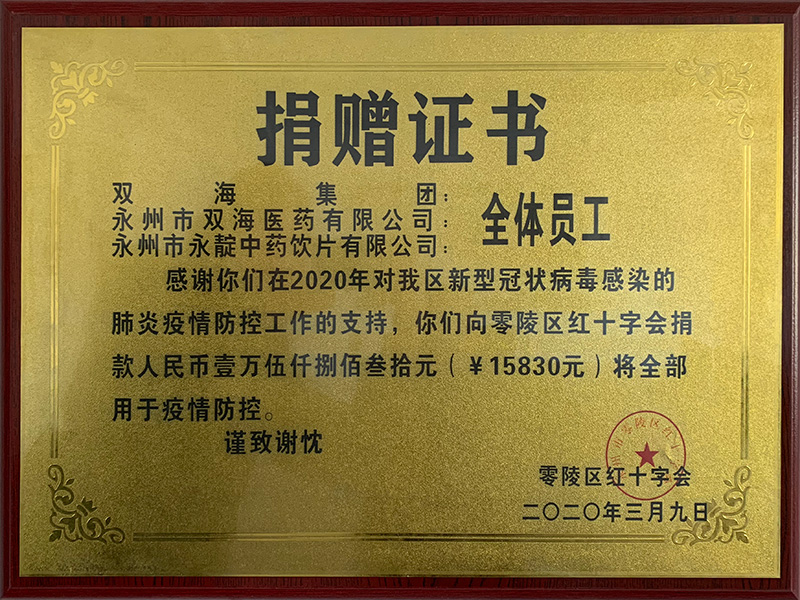 捐赠证书
双海集团：
永州市双海医药有限公司：
永州市永靛中药饮片有限公司：
全体员工
感谢你们在2020年对我区新型冠状病毒感染的
肺炎疫情防控工作的支持，你们向零陵区红十字会捐
款人民币壹万伍仟捌佰叁拾元（￥15830元）将全部
用于疫情防控。
谨致谢忱
零陵区红十字会
二〇二〇年三月九日